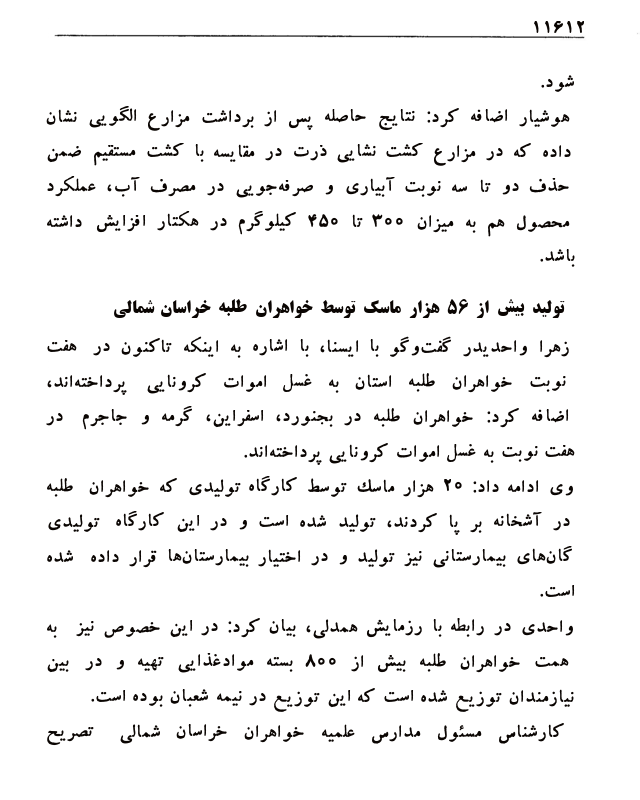 ۱۱۶۱۲
شود.
هوشیار اضافه کرد: نتایج حاصله پس از برداشت مزارع الگویی نشان
داده که در مزارع کشت نشایی ذرت در مقایسه با کشت مستقیم ضمن
حذف دو تا سه نوبت آبیاری و صرفه‌جویی در مصرف آب، عملکرد
محصول هم به میزان ۳۰۰ تا ۴۵۰ کیلوگرم در هکتار افزایش داشته
باشد.
تولید بیش از ۵۶ هزار ماسک توسط خواهران طلبه خراسان شمالی
زهرا واحدیدر گفت‌وگو با ایسنا، با اشاره به اینکه تاکنون در هفت
نوبت خواهران طلبه استان به غسل اموات کرونایی پرداخته‌اند،
اضافه کرد: خواهران طلبه در بجنورد، اسفراین، گرمه و جاجرم در
هفت نوبت به غسل اموات کرونایی پرداخته‌اند.
وی ادامه داد: ۲۰ هزار ماسک توسط کارگاه تولیدی که خواهران طلبه
در آشخانه بر پا کردند، تولید شده است و در این کارگاه تولیدی
گان‌های بیمارستانی نیز تولید و در اختیار بیمارستان‌ها قرار داده شده
است.
واحدی در رابطه با رزمایش همدلی، بیان کرد: در این خصوص نیز به
همت خواهران طلبه بیش از ۸۰۰ بسته موادغذایی تهیه و در بین
نیازمندان توزیع شده است که این توزیع در نیمه شعبان بوده است.
کارشناس مسئول مدارس علمیه خواهران خراسان شمالی تصریح